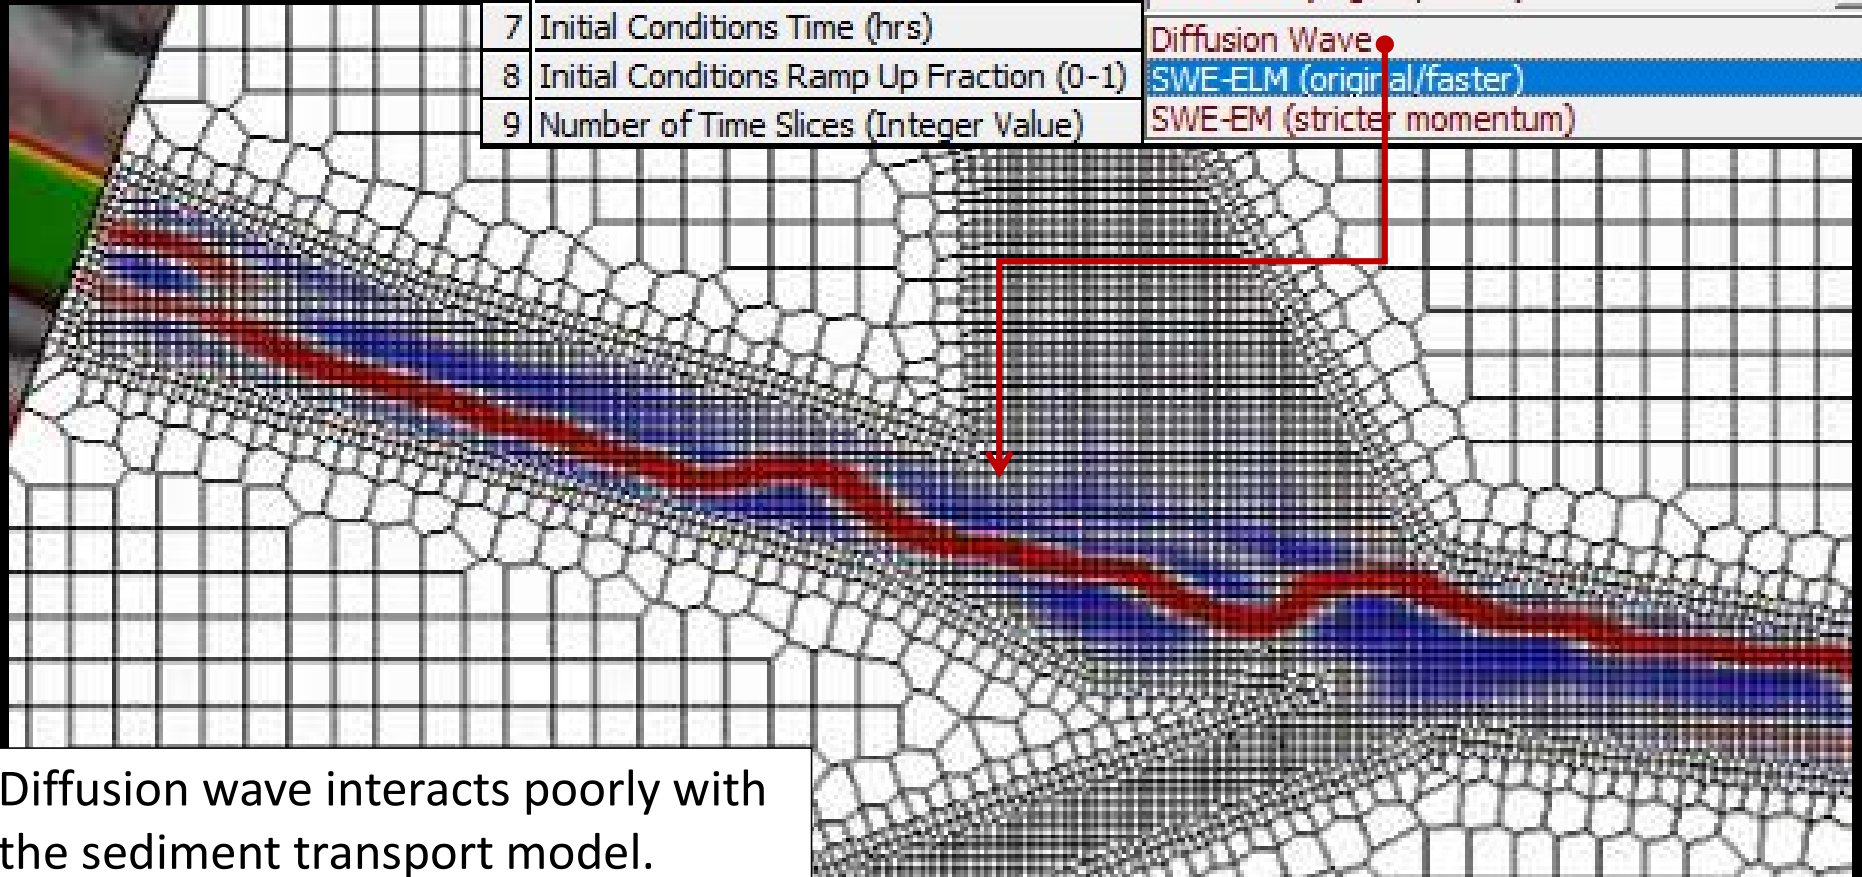 7 Initial Conditions Time (hrs)
8 Initial Conditions Ramp Up Fraction (0-1)
9 Number of Time Slices (Integer Value)
Diffusion Wave
SWE-ELM (original/faster)
SWE-EM (stricter momentum)
Diffusion wave interacts poorly with
the sediment transport model.